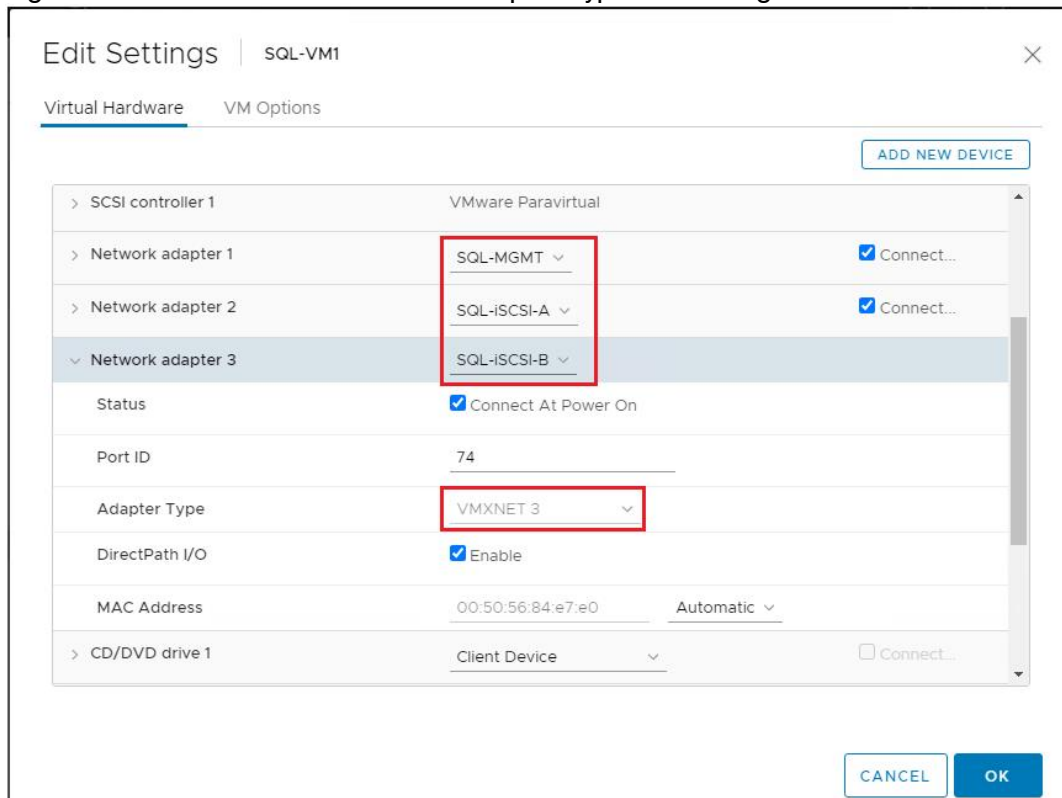 Edit Settings SQL-VM1
Virtual Hardware VM Options
ADD NEW DEVICE
SCSI controller 1 VMware Paravirtual
Network adapter 1 SQL-MGMT Connect...
Network adapter 2 SQL-iSCSI-A Connect...
Network adapter 3 SQL-iSCSI-B
Status Connect At Power On
Port ID 74
Adapter Type VMXNET 3
DirectPath I/O Enable
MAC Address 00:50:56:84:e7:e0 Automatic
CD/DVD drive 1 Client Device Connect...
CANCEL OK